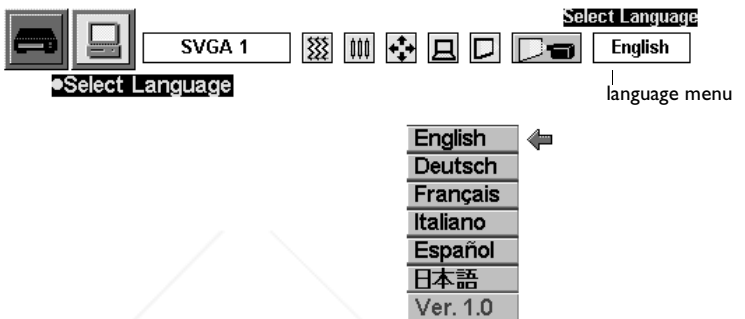 Select Language
SVGA 1
English
●Select Language
language menu
English
Deutsch
Français
Italiano
Español
日本語
Ver. 1.0